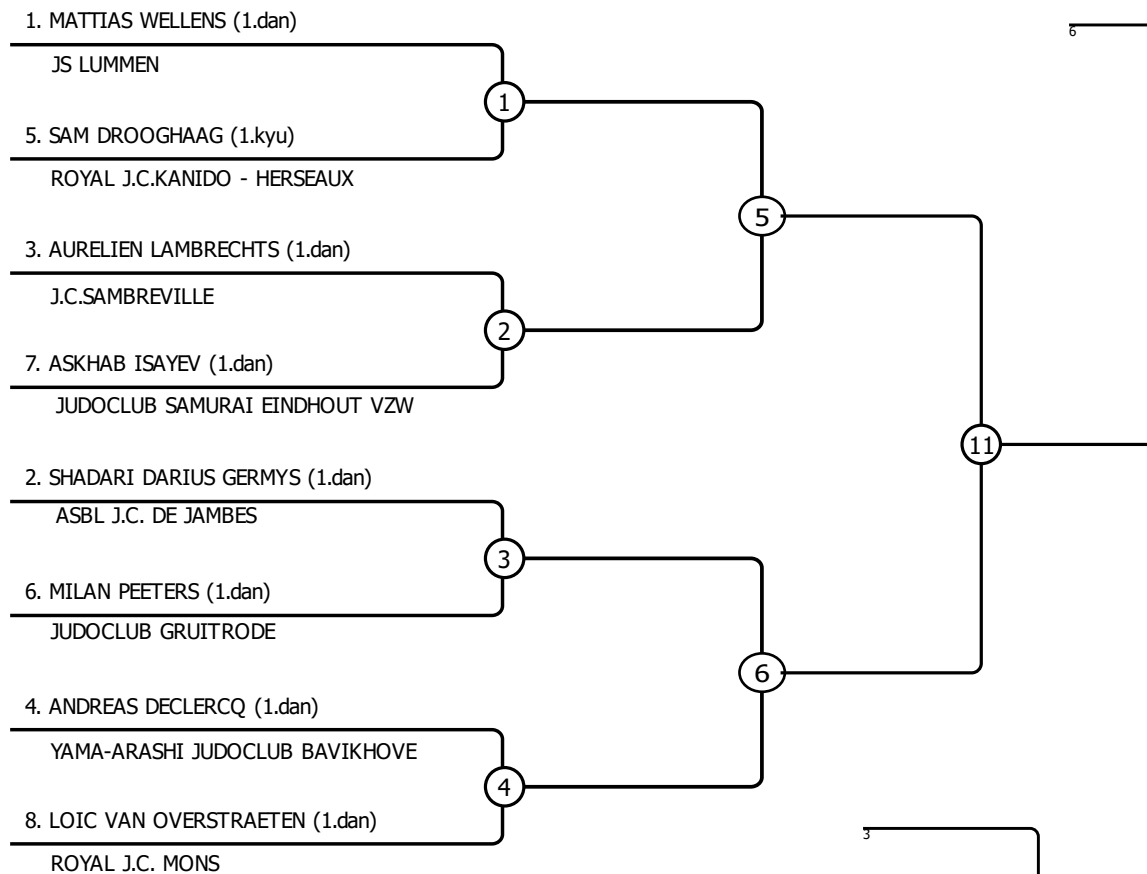 1. MATTIAS WELLENS (1.dan)
6
JS LUMMEN
1
5. SAM DROOGHAAG (1.kyu)
ROYAL J.C.KANIDO - HERSEAUX
5
3. AURELIEN LAMBRECHTS (1.dan)
J.C.SAMBREVILLE
2
7. ASKHAB ISAYEV (1.dan)
JUDOCLUB SAMURAI EINDHOUT VZW
11
2. SHADARI DARIUS GERMYS (1.dan)
ASBL J.C. DE JAMBES
3
6. MILAN PEETERS (1.dan)
JUDOCLUB GRUITRODE
6
4. ANDREAS DECLERCQ (1.dan)
YAMA-ARASHI JUDOCLUB BAVIKHOVE
4
8. LOIC VAN OVERSTRAETEN (1.dan)
3
ROYAL J.C. MONS